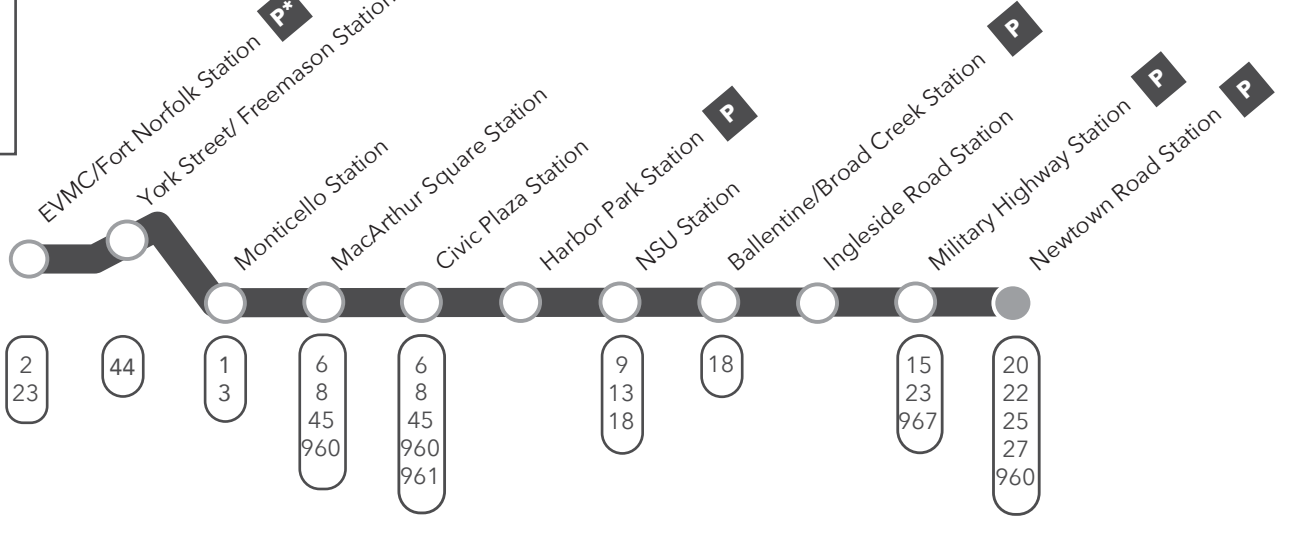 P*
EVMC/Fort Norfolk Station
York Street/ Freemason Station
Monticello Station
MacArthur Square Station
Civic Plaza Station
P
Harbor Park Station
NSU Station
P
Ballentine/Broad Creek Station
Ingleside Road Station
P
Military Highway Station
P
Newtown Road Station
2
23
44
1
3
6
8
45
960
6
8
45
960
961
9
13
18
18
15
23
967
20
22
25
27
960